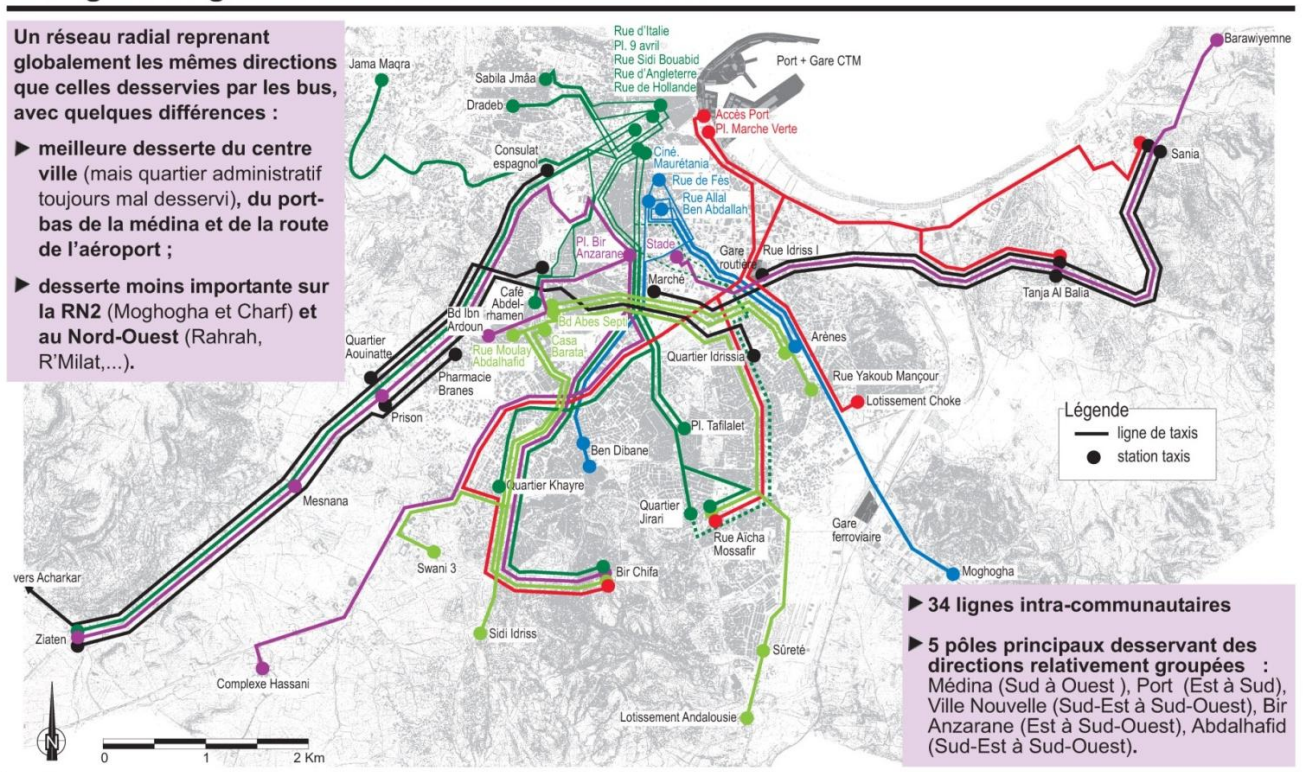 Un réseau radial reprenant
globalement les mêmes directions
que celles desservies par les bus,
avec quelques différences :
▶ meilleure desserte du centre
ville (mais quartier administratif
toujours mal desservi), du port-
bas de la médina et de la route
de l'aéroport ;
▶ desserte moins importante sur
la RN2 (Moghogha et Charf) et
au Nord-Ouest (Rahrah,
R'Milat,...).
Jama Maqra
Sabila Jmâa
Dradeb
Rue d'Italie
Pl. 9 avril
Rue Sidi Bouabid
Rue d'Angleterre
Rue de Hollande
Port + Gare CTM
Barawiyemne
Accès Port
Pl. Marche Verte
Consulat
espagnol
Ciné.
Maurétania
Rue de Fès
Rue Allal
Ben Abdallah
Sania
Pl. Bir
Anzarane
Stade
Gare
routière
Rue Idriss I
Marché
Tanja Al Balia
Café
Abdel-
rhamen
Bd Ibn
Ardoun
Bd Abes Septi
Casa
Barata
Rue Moulay
Abdalhafid
Quartier
Aouinatte
Pharmacie
Branes
Prison
Quartier Idrissia
Arènes
Rue Yakoub Mançour
Lotissement Choke
Légende
ligne de taxis
station taxis
Pl. Tafilalet
Ben Dibane
Mesnana
Quartier Khayre
Quartier
Jirari
Rue Aïcha
Mossafir
Gare
ferroviaire
Swani 3
Bir Chifa
Moghogha
vers Acharkar
Ziaten
Sidi Idriss
Sûreté
Complexe Hassani
Lotissement Andalousie
N
0 1 2 Km
▶ 34 lignes intra-communautaires
▶ 5 pôles principaux desservant des
directions relativement groupées :
Médina (Sud à Ouest ), Port (Est à Sud),
Ville Nouvelle (Sud-Est à Sud-Ouest), Bir
Anzarane (Est à Sud-Ouest), Abdalhafid
(Sud-Est à Sud-Ouest).